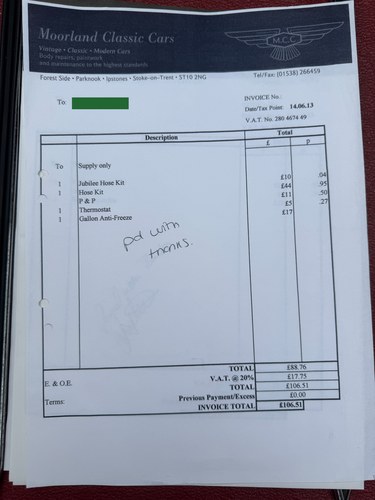 Moorland Classic Cars
Vintage • Classic • Modern Cars
Body repairs, paintwork
and maintenance to the highest standards
M.C.C.
Forest Side • Parknook • Ipstones • Stoke-on-Trent • ST10 2NG
Tel/Fax: (01538) 266459
To:
INVOICE No.:
Date/Tax Point: 14.06.13
V.A.T. No. 280 4674 49
Description Total
£ p
To Supply only
1 Jubilee Hose Kit £10 .04
1 Hose Kit £44 .95
P & P £11 .50
1 Thermostat £5 .27
1 Gallon Anti-Freeze £17
pd with
thanks.
TOTAL £88.76
V.A.T. @ 20% £17.75
E. & O.E. TOTAL £106.51
Previous Payment/Excess £0.00
Terms: INVOICE TOTAL £106.51